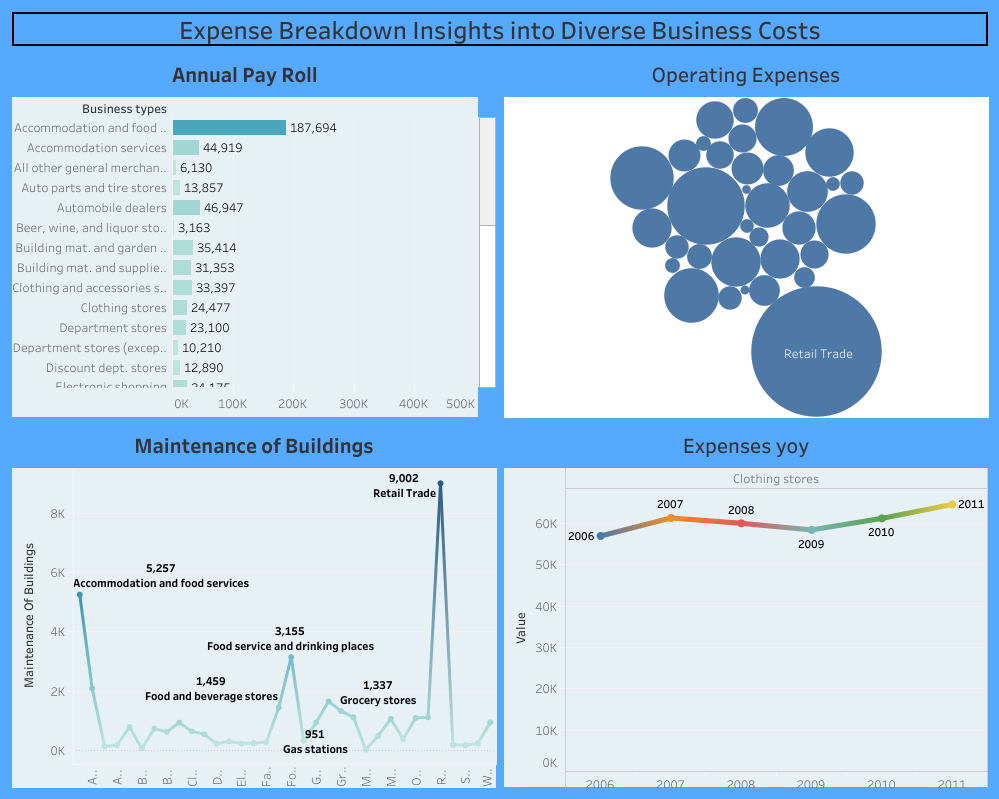 Expense Breakdown Insights into Diverse Business Costs
Annual Pay Roll
Business types
Accommodation and food .. 187,694
Accommodation services 44,919
All other general merchan.. 6,130
Auto parts and tire stores 13,857
Automobile dealers 46,947
Beer, wine, and liquor sto.. 3,163
Building mat. and garden .. 35,414
Building mat. and supplie.. 31,353
Clothing and accessories s.. 33,397
Clothing stores 24,477
Department stores 23,100
Department stores (excep.. 10,210
Discount dept. stores 12,890
Electronic shopping
0K 100K 200K 300K 400K 500K
Operating Expenses
Retail Trade
Maintenance of Buildings
Maintenance Of Buildings
8K
6K
4K
2K
0K
9,002
Retail Trade
5,257
Accommodation and food services
3,155
Food service and drinking places
1,459
Food and beverage stores
1,337
Grocery stores
951
Gas stations
A.. A.. B.. B.. Cl.. D.. El.. Fa.. Fo.. G.. Gr.. M.. M.. O.. R.. S.. W..
Expenses yoy
Clothing stores
Value
60K
50K
40K
30K
20K
10K
0K
2006
2007
2008
2009
2010
2011
2006 2007 2008 2009 2010 2011